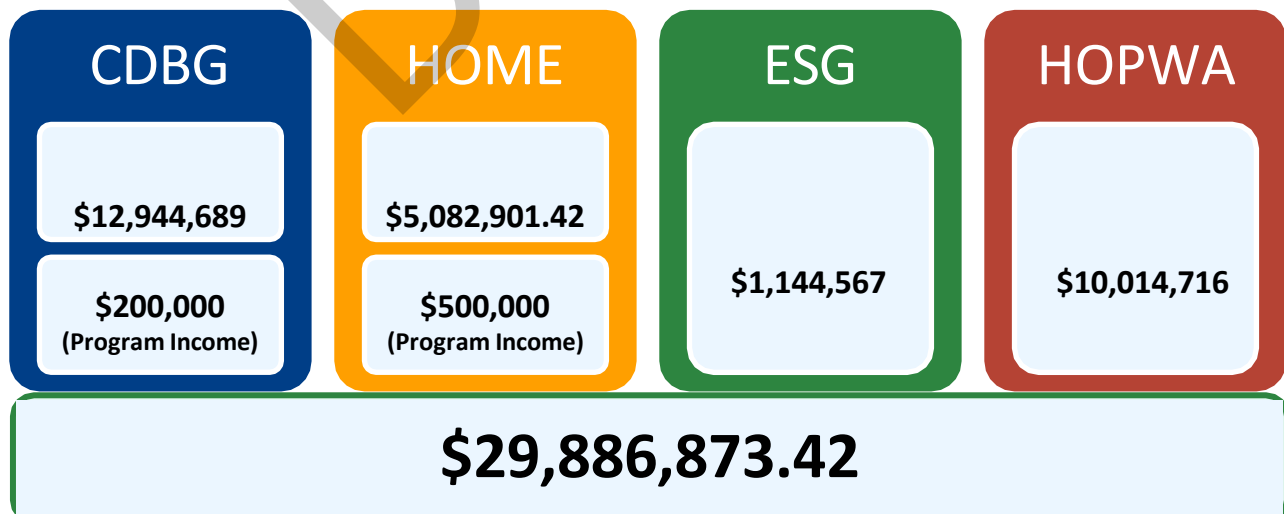 CDBG
$12,944,689
$200,000
(Program Income)
HOME
$5,082,901.42
$500,000
(Program Income)
ESG
$1,144,567
HOPWA
$10,014,716
$29,886,873.42